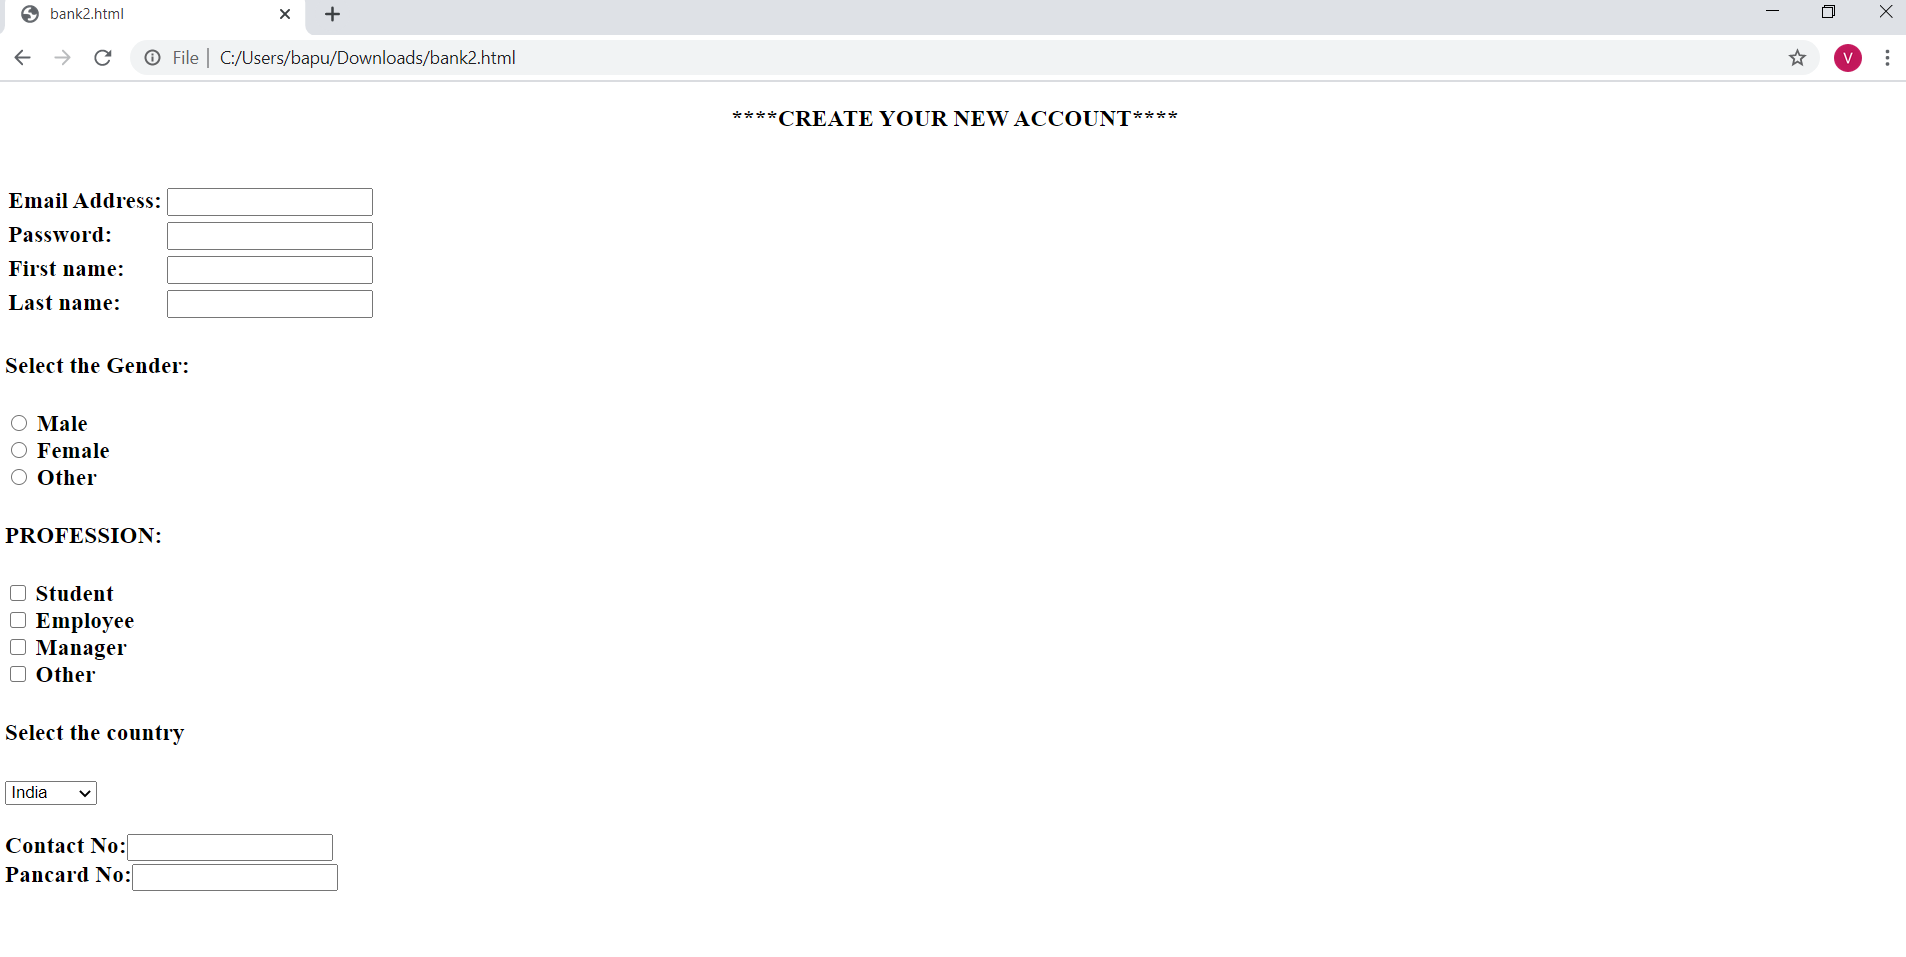 bank2.html
File | C:/Users/bapu/Downloads/bank2.html
V
****CREATE YOUR NEW ACCOUNT****
Email Address:
Password:
First name:
Last name:
Select the Gender:
Male
Female
Other
PROFESSION:
Student
Employee
Manager
Other
Select the country
India
Contact No:
Pancard No: